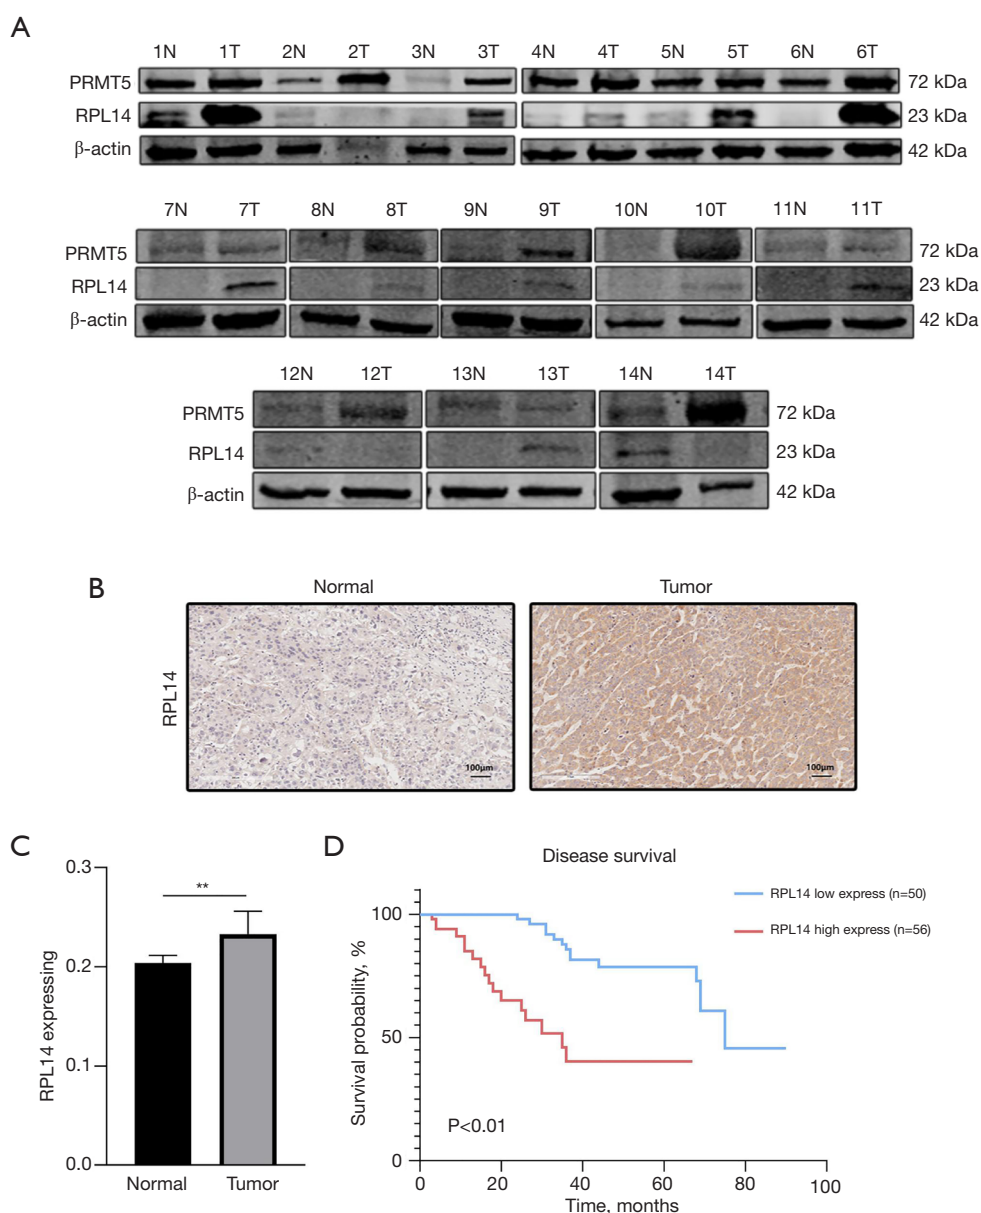 A
1N 1T 2N 2T 3N 3T 4N 4T 5N 5T 6N 6T
PRMT5 72 kDa
RPL14 23 kDa
β-actin 42 kDa
7N 7T 8N 8T 9N 9T 10N 10T 11N 11T
PRMT5 72 kDa
RPL14 23 kDa
β-actin 42 kDa
12N 12T 13N 13T 14N 14T
PRMT5 72 kDa
RPL14 23 kDa
β-actin 42 kDa
B
Normal Tumor
RPL14
100μm 100μm
C
RPL14 expressing
0.3
**
0.2
0.1
0.0
Normal Tumor
D
Disease survival
RPL14 low express (n=50)
RPL14 high express (n=56)
Survival probability, %
100
50
0
P<0.01
0 20 40 60 80 100
Time, months